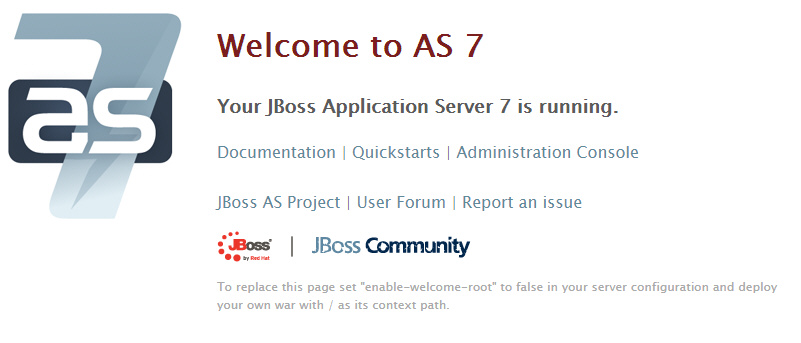 as
7
Welcome to AS 7
Your JBoss Application Server 7 is running.
Documentation | Quickstarts | Administration Console
JBoss AS Project | User Forum | Report an issue
JBoss® by Red Hat | JBoss Community
To replace this page set "enable-welcome-root" to false in your server configuration and deploy
your own war with / as its context path.